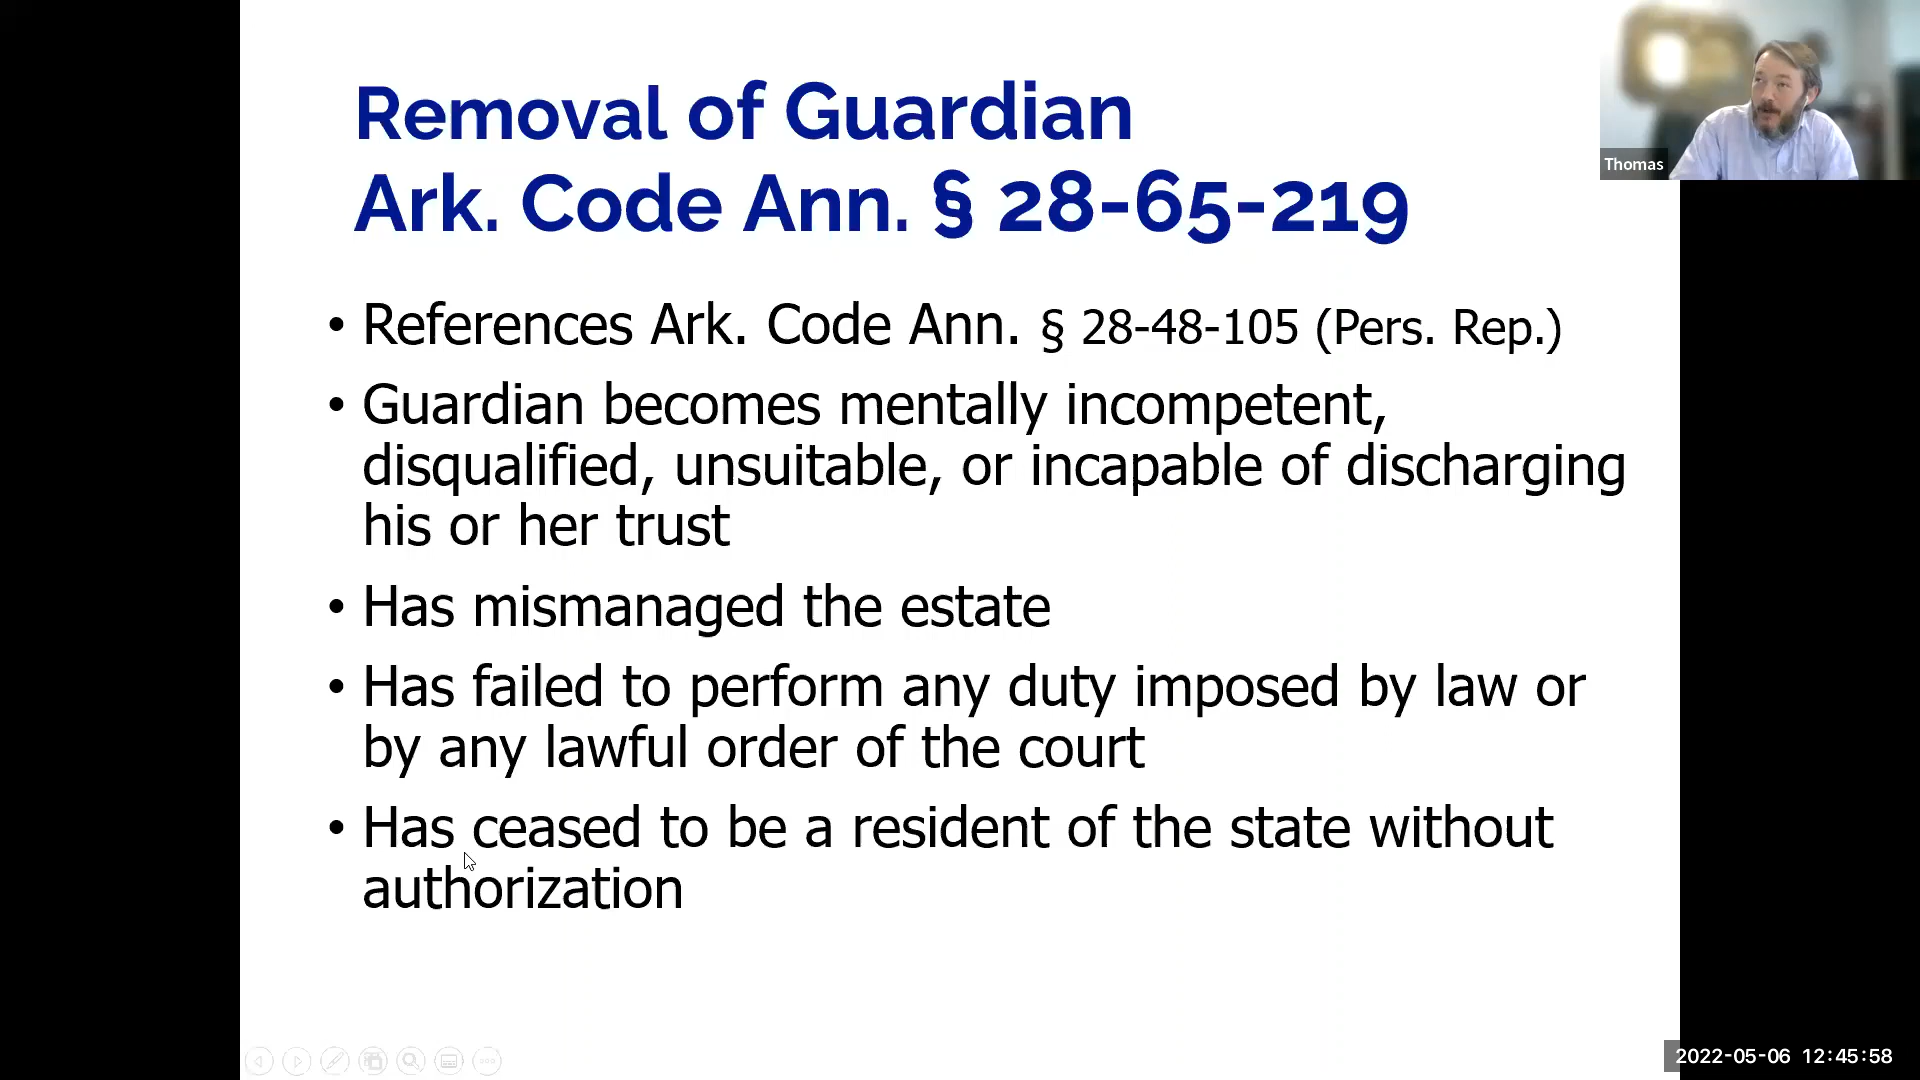 Removal of Guardian
Ark. Code Ann. § 28-65-219
• References Ark. Code Ann. § 28-48-105 (Pers. Rep.)
• Guardian becomes mentally incompetent,
disqualified, unsuitable, or incapable of discharging
his or her trust
• Has mismanaged the estate
• Has failed to perform any duty imposed by law or
by any lawful order of the court
• Has ceased to be a resident of the state without
authorization
Thomas
2022-05-06 12:45:58